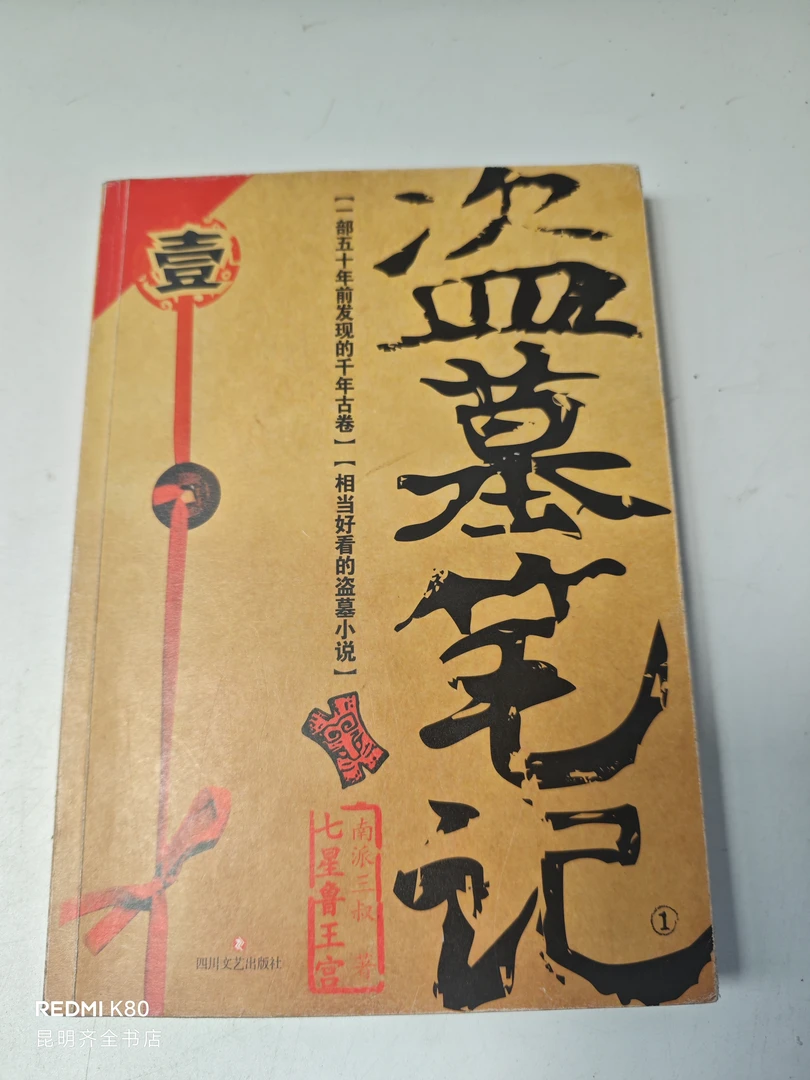 盗墓笔记
①
【一部五十年前发现的千年古卷】【相当好看的盗墓小说】
壹
南派三叔 著
七星鲁王宫
四川文艺出版社
REDMI K80
昆明齐全书店